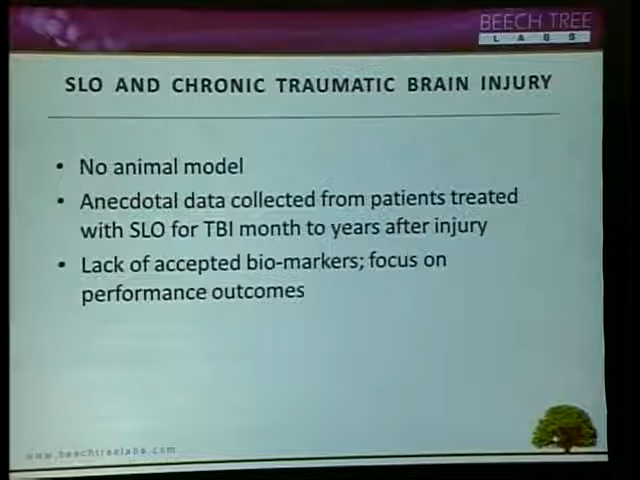 BEECH TREE
LABS
SLO AND CHRONIC TRAUMATIC BRAIN INJURY
• No animal model
• Anecdotal data collected from patients treated
with SLO for TBI month to years after injury
• Lack of accepted bio-markers; focus on
performance outcomes
www.beechtreelabs.com